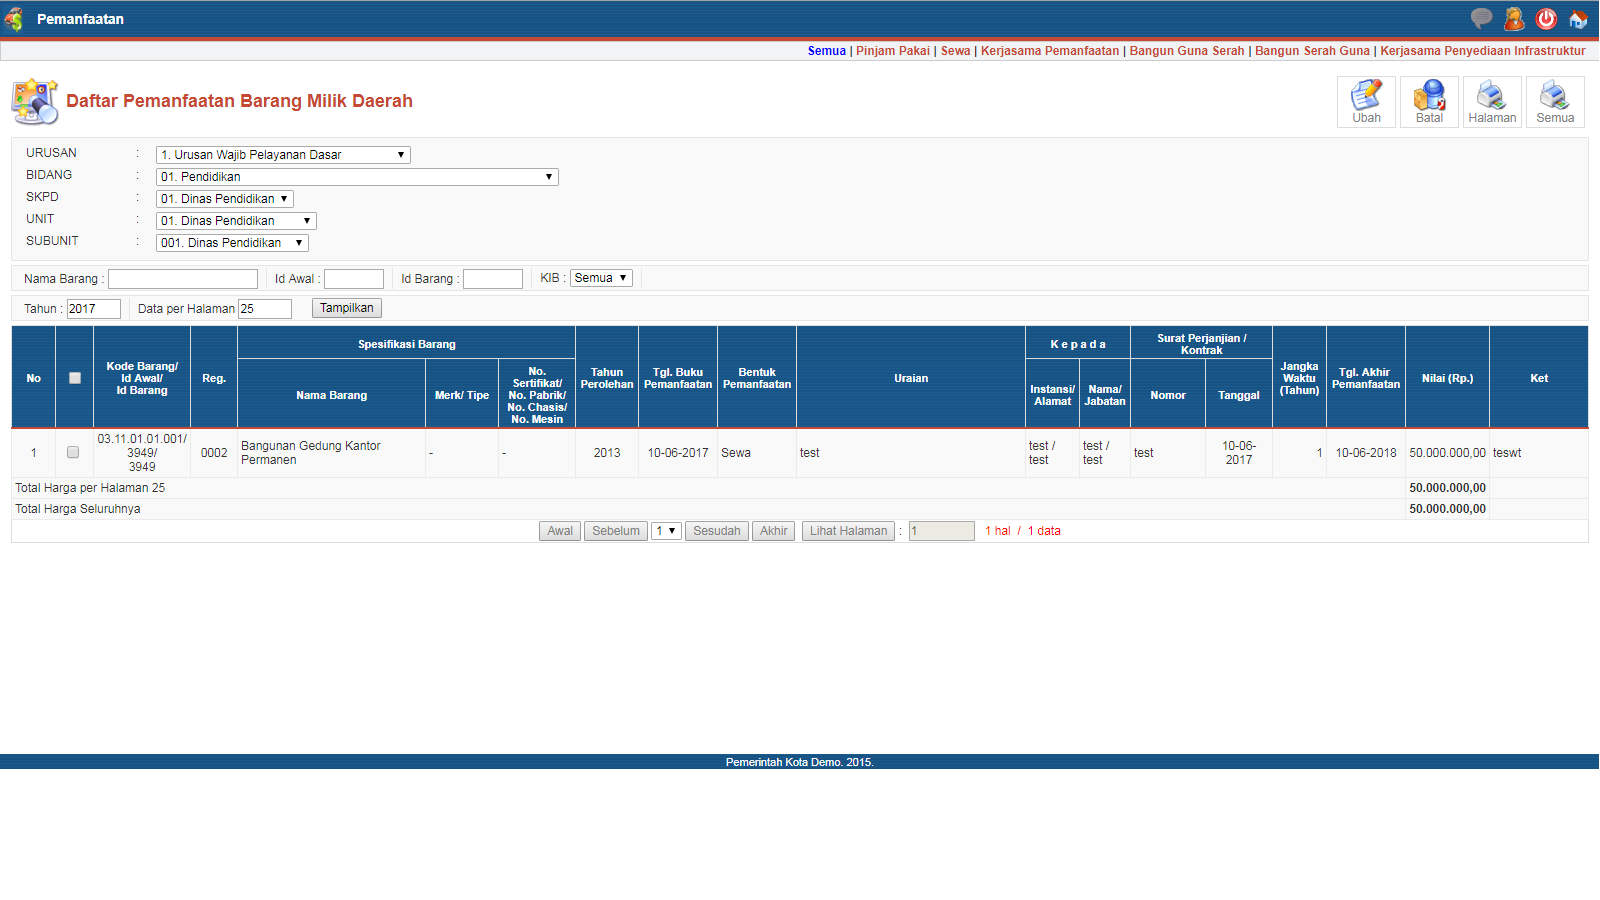 Pemanfaatan
Semua | Pinjam Pakai | Sewa | Kerjasama Pemanfaatan | Bangun Guna Serah | Bangun Serah Guna | Kerjasama Penyediaan Infrastruktur
Daftar Pemanfaatan Barang Milik Daerah
Ubah
Batal
Halaman
Semua
URUSAN : 1. Urusan Wajib Pelayanan Dasar
BIDANG : 01. Pendidikan
SKPD : 01. Dinas Pendidikan
UNIT : 01. Dinas Pendidikan
SUBUNIT : 001. Dinas Pendidikan
Nama Barang : Id Awal : Id Barang : KIB : Semua
Tahun : 2017 Data per Halaman 25 Tampilkan
No
Kode Barang/
Id Awal/
Id Barang
Reg.
Spesifikasi Barang
Nama Barang
Merk/ Tipe
No.
Sertifikat/
No. Pabrik/
No. Chasis/
No. Mesin
Tahun
Perolehan
Tgl. Buku
Pemanfaatan
Bentuk
Pemanfaatan
Uraian
K e p a d a
Instansi/
Alamat
Nama/
Jabatan
Surat Perjanjian /
Kontrak
Nomor
Tanggal
Jangka
Waktu
(Tahun)
Tgl. Akhir
Pemanfaatan
Nilai (Rp.)
Ket
1
03.11.01.01.001/
3949/
3949
0002
Bangunan Gedung Kantor
Permanen
-
-
2013
10-06-2017
Sewa
test
test /
test
test /
test
test
10-06-
2017
1
10-06-2018
50.000.000,00
teswt
Total Harga per Halaman 25 50.000.000,00
Total Harga Seluruhnya 50.000.000,00
Awal Sebelum 1 Sesudah Akhir Lihat Halaman : 1 1 hal / 1 data
Pemerintah Kota Demo. 2015.